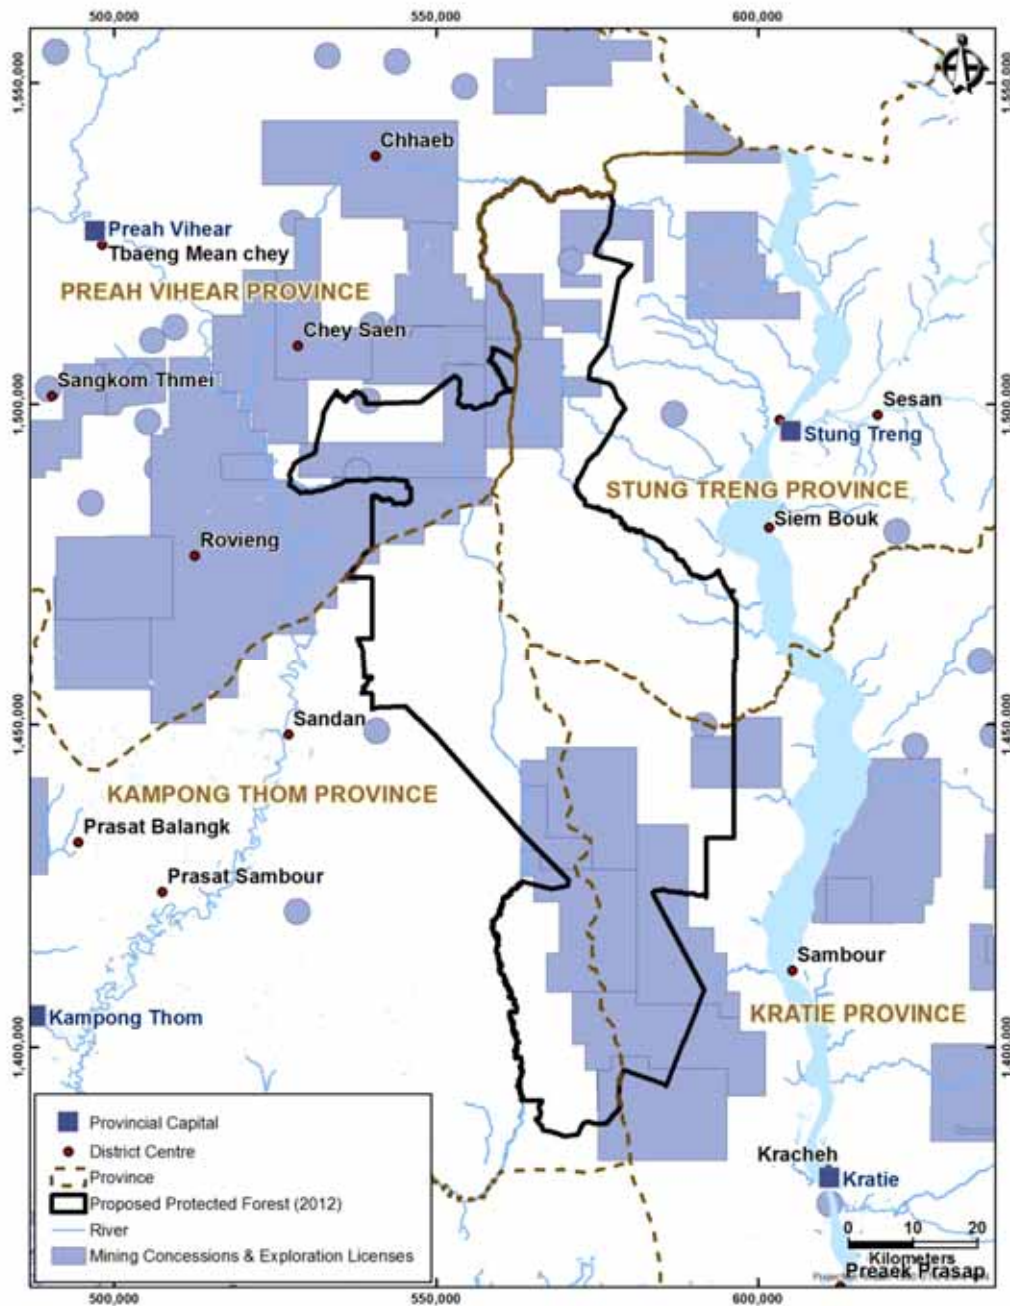 500,000
550,000
600,000
1,550,000
1,550,000
Chhaeb
Preah Vihear
Tbaeng Mean chey
PREAH VIHEAR PROVINCE
Chey Saen
Sangkom Thmei
1,500,000
1,500,000
Sesan
Stung Treng
STUNG TRENG PROVINCE
Siem Bouk
Rovieng
1,450,000
1,450,000
Sandan
KAMPONG THOM PROVINCE
Prasat Balangk
Prasat Sambour
Sambour
KRATIE PROVINCE
Kampong Thom
1,400,000
1,400,000
Provincial Capital
District Centre
Province
Proposed Protected Forest (2012)
River
Mining Concessions & Exploration Licenses
Kracheh
Kratie
0 10 20
Kilometers
Preaek Prasap
500,000
550,000
600,000